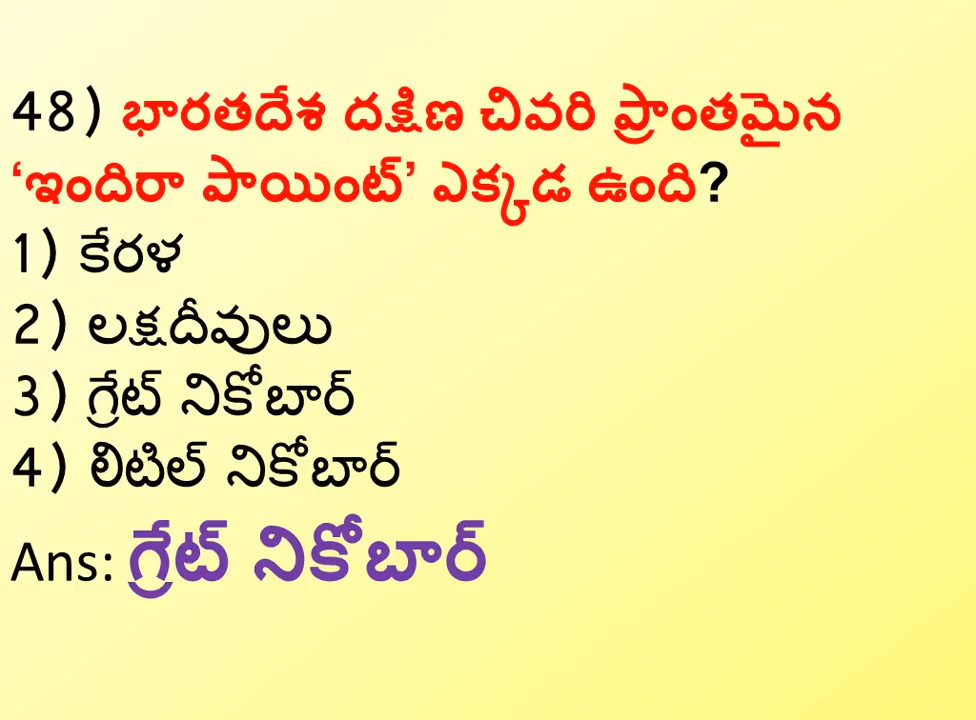 48) భారతదేశ దక్షిణ చివరి ప్రాంతమైన
‘ఇందిరా పాయింట్’ ఎక్కడ ఉంది?
1) కేరళ
2) లక్షదీవులు
3) గ్రేట్ నికోబార్
4) లిటిల్ నికోబార్
Ans: గ్రేట్ నికోబార్